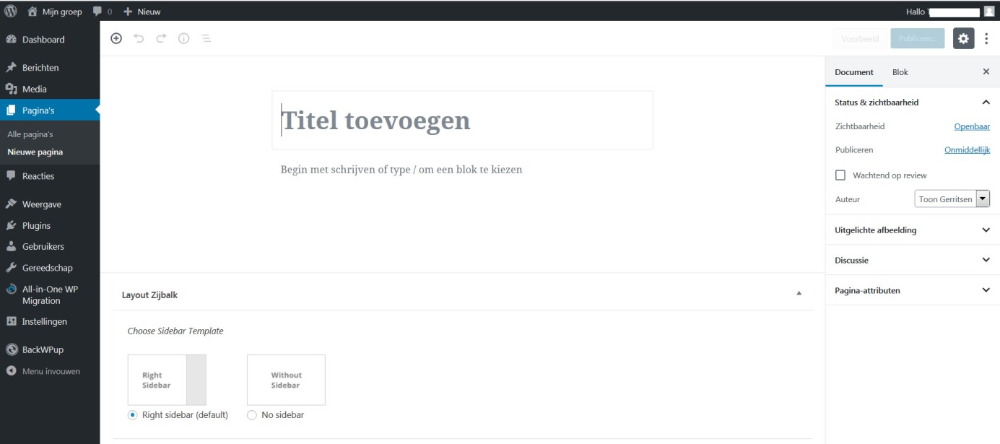 Mijn groep 0 Nieuw Hallo
Dashboard
Berichten
Media
Pagina's
Alle pagina's
Nieuwe pagina
Reacties
Weergave
Plugins
Gebruikers
Gereedschap
All-in-One WP
Migration
Instellingen
BackWPup
Menu invouwen
Voorbeeld Publiceer...
Titel toevoegen
Begin met schrijven of type / om een blok te kiezen
Layout Zijbalk
Choose Sidebar Template
Right
Sidebar
Without
Sidebar
Right sidebar (default) No sidebar
Document Blok
Status & zichtbaarheid
Zichtbaarheid Openbaar
Publiceren Onmiddellijk
Wachtend op review
Auteur Toon Gerritsen
Uitgelichte afbeelding
Discussie
Pagina-attributen